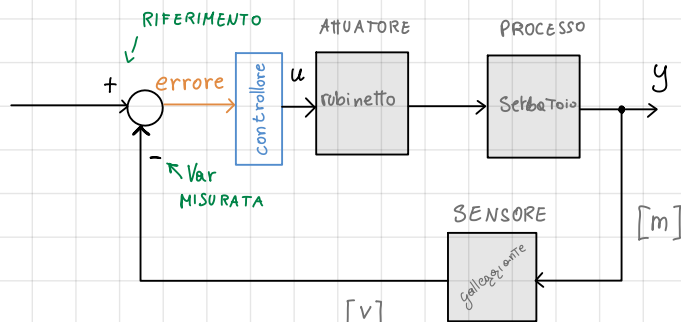 RIFERIMENTO
ATTUATORE
PROCESSO
+
errore
controllore
u
rubinetto
Serbatoio
y
-
Var
MISURATA
SENSORE
[m]
galleggiante
[v]